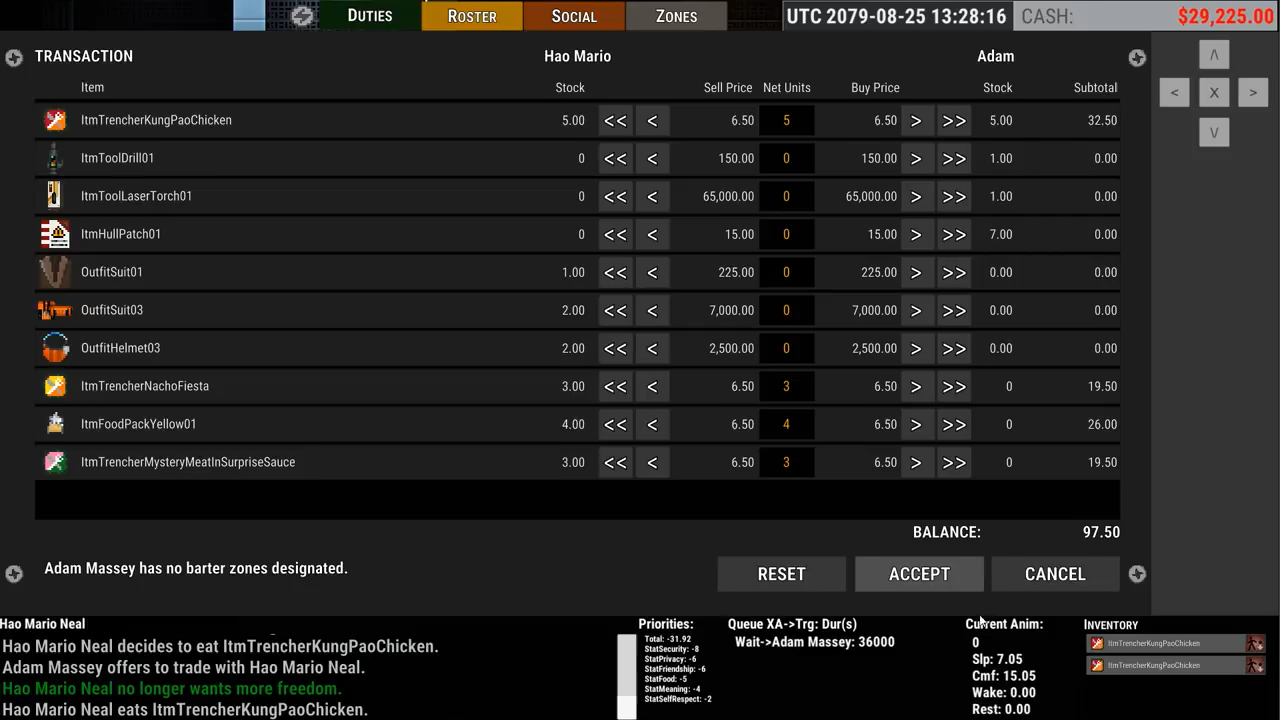 DUTIES ROSTER SOCIAL ZONES UTC 2079-08-25 13:28:16 CASH: $29,225.00
TRANSACTION Hao Mario Adam
Item Stock Sell Price Net Units Buy Price Stock Subtotal
ItmTrencherKungPaoChicken 5.00 << < 6.50 5 6.50 > >> 5.00 32.50
ItmToolDrill01 0 << < 150.00 0 150.00 > >> 1.00 0.00
ItmToolLaserTorch01 0 << < 65,000.00 0 65,000.00 > >> 1.00 0.00
ItmHullPatch01 0 << < 15.00 0 15.00 > >> 7.00 0.00
OutfitSuit01 1.00 << < 225.00 0 225.00 > >> 0.00 0.00
OutfitSuit03 2.00 << < 7,000.00 0 7,000.00 > >> 0.00 0.00
OutfitHelmet03 2.00 << < 2,500.00 0 2,500.00 > >> 0.00 0.00
ItmTrencherNachoFiesta 3.00 << < 6.50 3 6.50 > >> 0 19.50
ItmFoodPackYellow01 4.00 << < 6.50 4 6.50 > >> 0 26.00
ItmTrencherMysteryMeatInSurpriseSauce 3.00 << < 6.50 3 6.50 > >> 0 19.50
BALANCE: 97.50
Adam Massey has no barter zones designated. RESET ACCEPT CANCEL
Λ
< X >
V
Hao Mario Neal
Hao Mario Neal decides to eat ItmTrencherKungPaoChicken.
Adam Massey offers to trade with Hao Mario Neal.
Hao Mario Neal no longer wants more freedom.
Hao Mario Neal eats ItmTrencherKungPaoChicken.
Priorities:
Total: -31.92
StatSecurity: -8
StatPrivacy: -6
StatFriendship: -6
StatFood: -5
StatMeaning: -4
StatSelfRespect: -2
Queue XA->Trg: Dur(s)
Wait->Adam Massey: 36000
Current Anim:
0
Slp: 7.05
Cmf: 15.05
Wake: 0.00
Rest: 0.00
INVENTORY
ItmTrencherKungPaoChicken
ItmTrencherKungPaoChicken